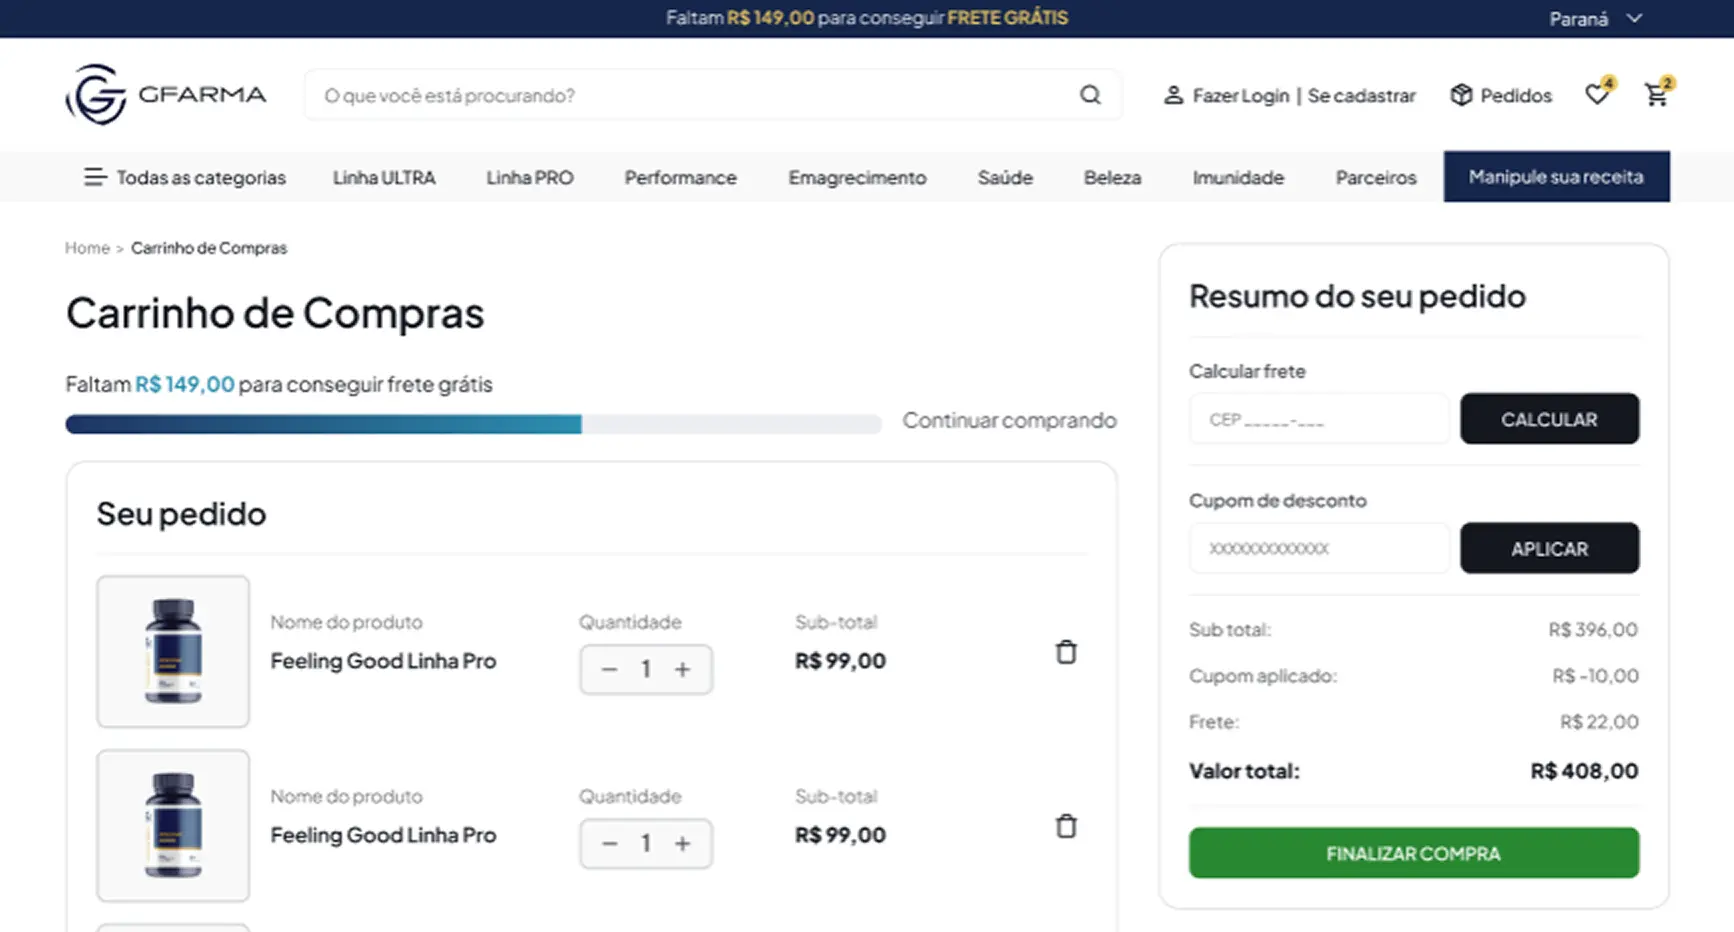 Faltam R$ 149,00 para conseguir FRETE GRÁTIS
Paraná
GFARMA
O que você está procurando?
Fazer Login | Se cadastrar
Pedidos
4
2
Todas as categorias
Linha ULTRA
Linha PRO
Performance
Emagrecimento
Saúde
Beleza
Imunidade
Parceiros
Manipule sua receita
Home > Carrinho de Compras
Carrinho de Compras
Faltam R$ 149,00 para conseguir frete grátis
Continuar comprando
Seu pedido
Nome do produto
Feeling Good Linha Pro
Quantidade
− 1 +
Sub-total
R$ 99,00
Nome do produto
Feeling Good Linha Pro
Quantidade
− 1 +
Sub-total
R$ 99,00
Resumo do seu pedido
Calcular frete
CEP _____-___
CALCULAR
Cupom de desconto
XXXXXXXXXXXXX
APLICAR
Sub total: R$ 396,00
Cupom aplicado: R$ -10,00
Frete: R$ 22,00
Valor total: R$ 408,00
FINALIZAR COMPRA